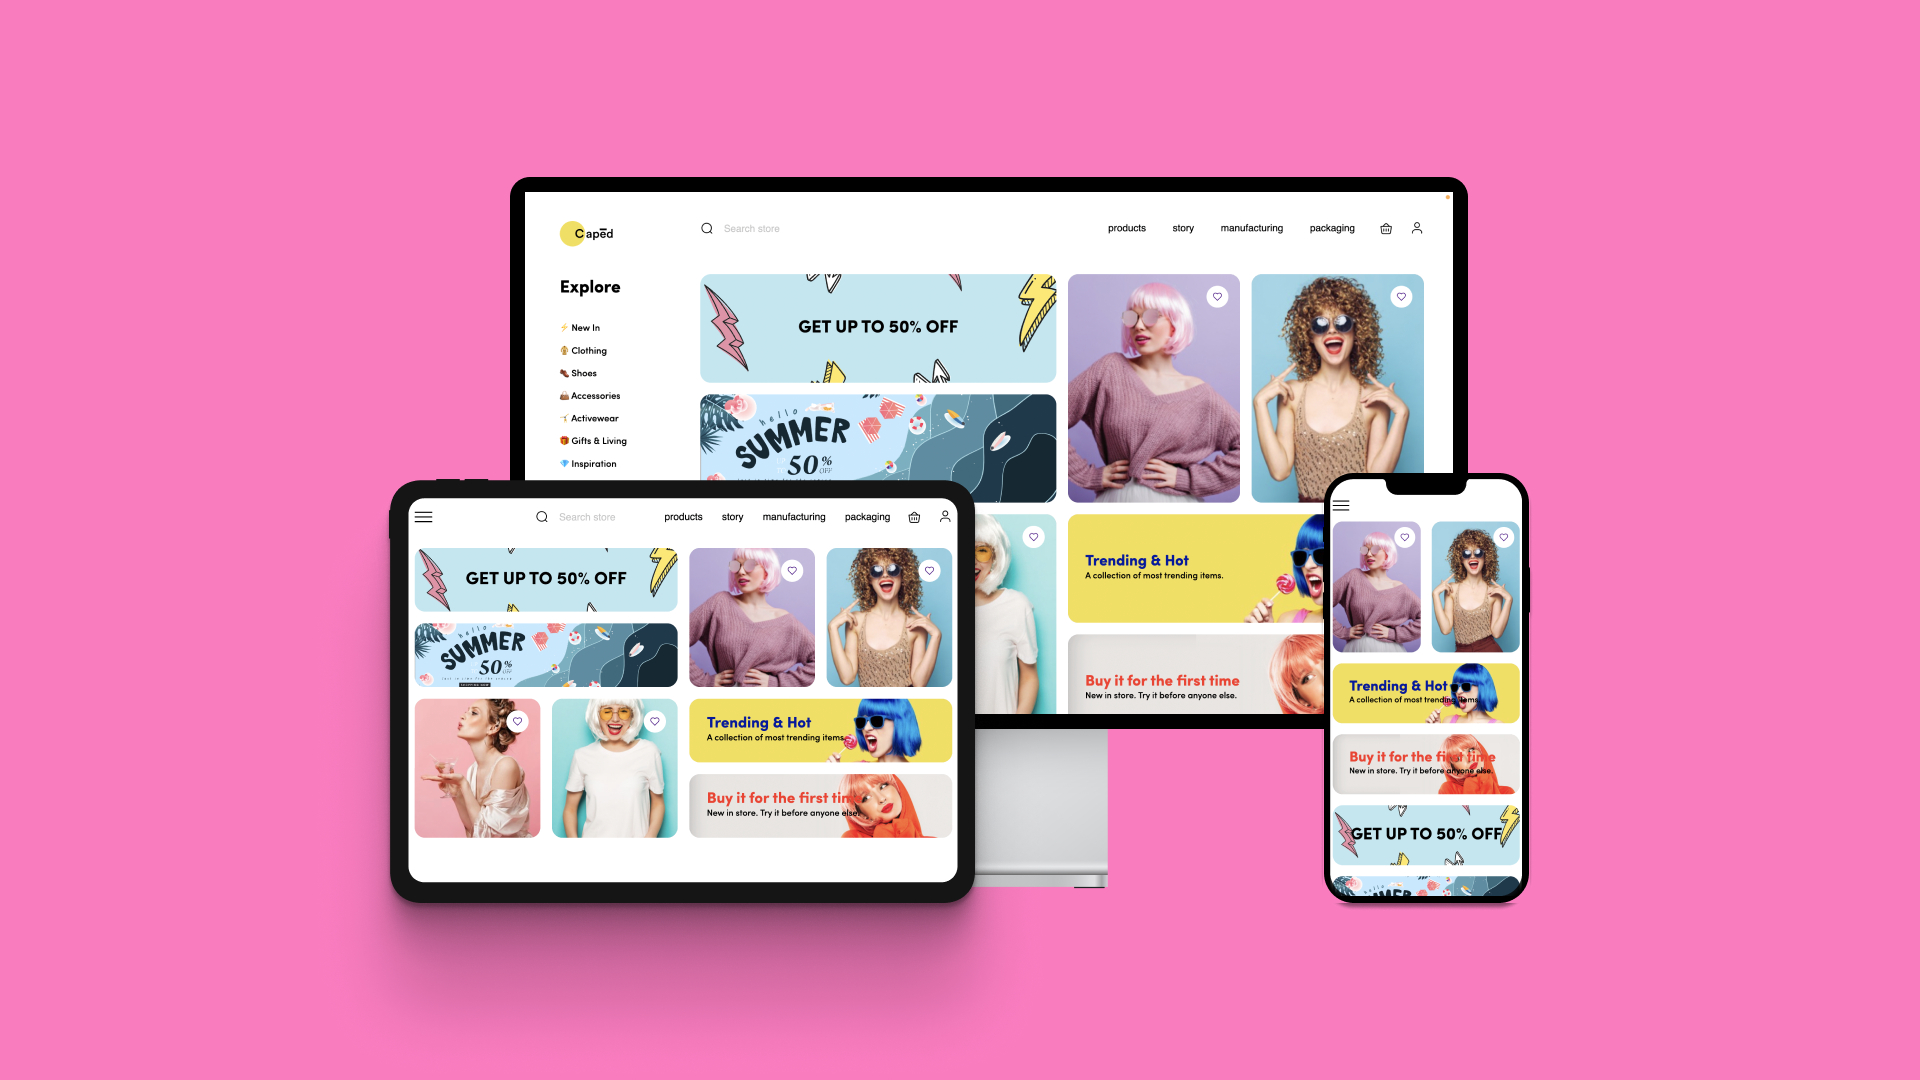 Capēd
Search store
products
story
manufacturing
packaging
Explore
⚡ New In
Clothing
Shoes
Accessories
Activewear
Gifts & Living
Inspiration
GET UP TO 50% OFF
hello
SUMMER
50%
OFF
Trending & Hot
A collection of most trending items.
Buy it for the first time
New in store. Try it before anyone else.
Search store
products
story
manufacturing
packaging
GET UP TO 50% OFF
hello
SUMMER
50%
OFF
Trending & Hot
A collection of most trending items.
Buy it for the first time
New in store. Try it before anyone else.
Trending & Hot
A collection of most trending items.
Buy it for the first time
New in store. Try it before anyone else.
GET UP TO 50% OFF
hello
SUMMER